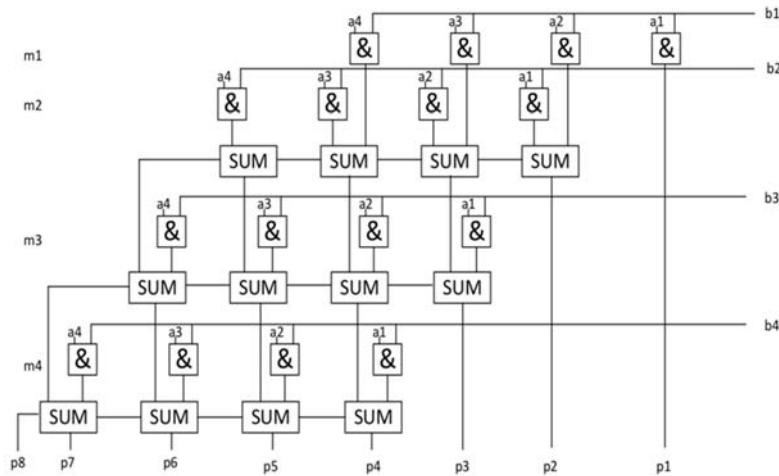 b1
a4 a3 a2 a1
m1 & & & &
b2
a4 a3 a2 a1
m2 & & & &
SUM SUM SUM SUM
b3
a4 a3 a2 a1
m3 & & & &
SUM SUM SUM SUM
b4
a4 a3 a2 a1
m4 & & & &
SUM SUM SUM SUM
p8 p7 p6 p5 p4 p3 p2 p1